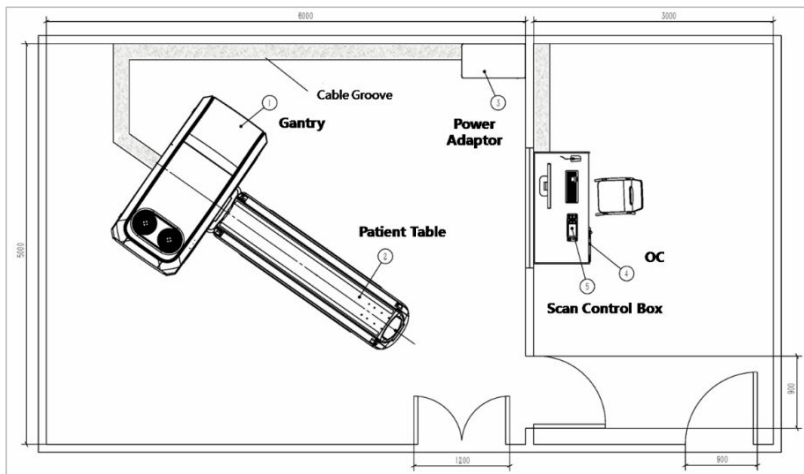 6000
3000
Cable Groove
1
3
Gantry
Power
Adaptor
5000
Patient Table
2
OC
4
5
Scan Control Box
900
1200
900